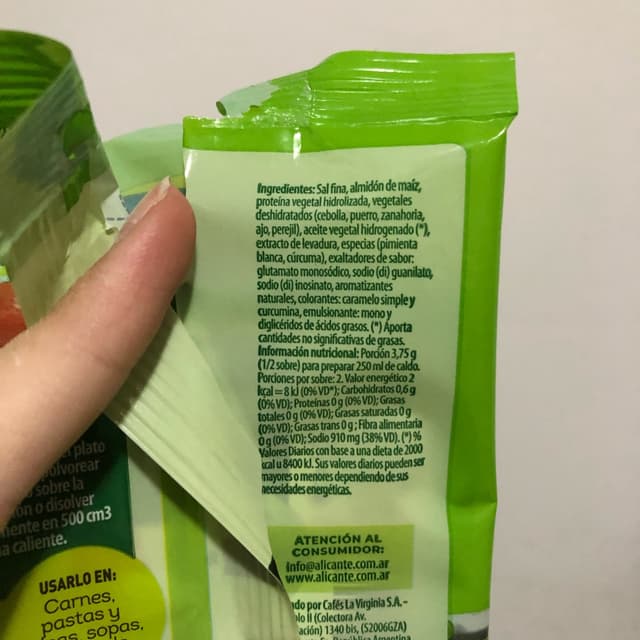 Ingredientes: Sal fina, almidón de maíz,
proteína vegetal hidrolizada, vegetales
deshidratados (cebolla, puerro, zanahoria,
ajo, perejil), aceite vegetal hidrogenado (*),
extracto de levadura, especias (pimienta
blanca, cúrcuma), exaltadores de sabor:
glutamato monosódico, sodio (di) guanilato,
sodio (di) inosinato, aromatizantes
naturales, colorantes: caramelo simple y
curcumina, emulsionante: mono y
diglicéridos de ácidos grasos. (*) Aporta
cantidades no significativas de grasas.
Información nutricional: Porción 3,75 g
(1/2 sobre) para preparar 250 ml de caldo.
Porciones por sobre: 2. Valor energético 2
kcal = 8 kJ (0% VD*); Carbohidratos 0,6 g
(0% VD); Proteínas 0 g (0% VD); Grasas
totales 0 g (0% VD); Grasas saturadas 0 g
(0% VD); Grasas trans 0 g; Fibra alimentaria
0 g (0% VD); Sodio 910 mg (38% VD). (*) %
Valores Diarios con base a una dieta de 2000
kcal u 8400 kJ. Sus valores diarios pueden ser
mayores o menores dependiendo de sus
necesidades energéticas.
ATENCIÓN AL
CONSUMIDOR:
info@alicante.com.ar
www.alicante.com.ar
por Cafés La Virginia S.A. -
II (Colectora Av.
1340 bis, (S2006GZA)
plato
sobre la
o disolver
en 500 cm3
caliente.
USARLO EN:
Carnes,
pastas y
sopas,